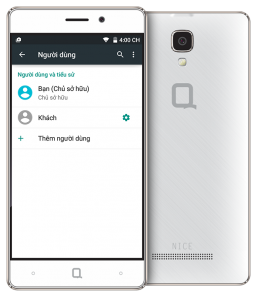 4:00 CH
Người dùng
Người dùng và tiểu sử
Bạn (Chủ sở hữu)
Chủ sở hữu
Khách
Thêm người dùng
NICE